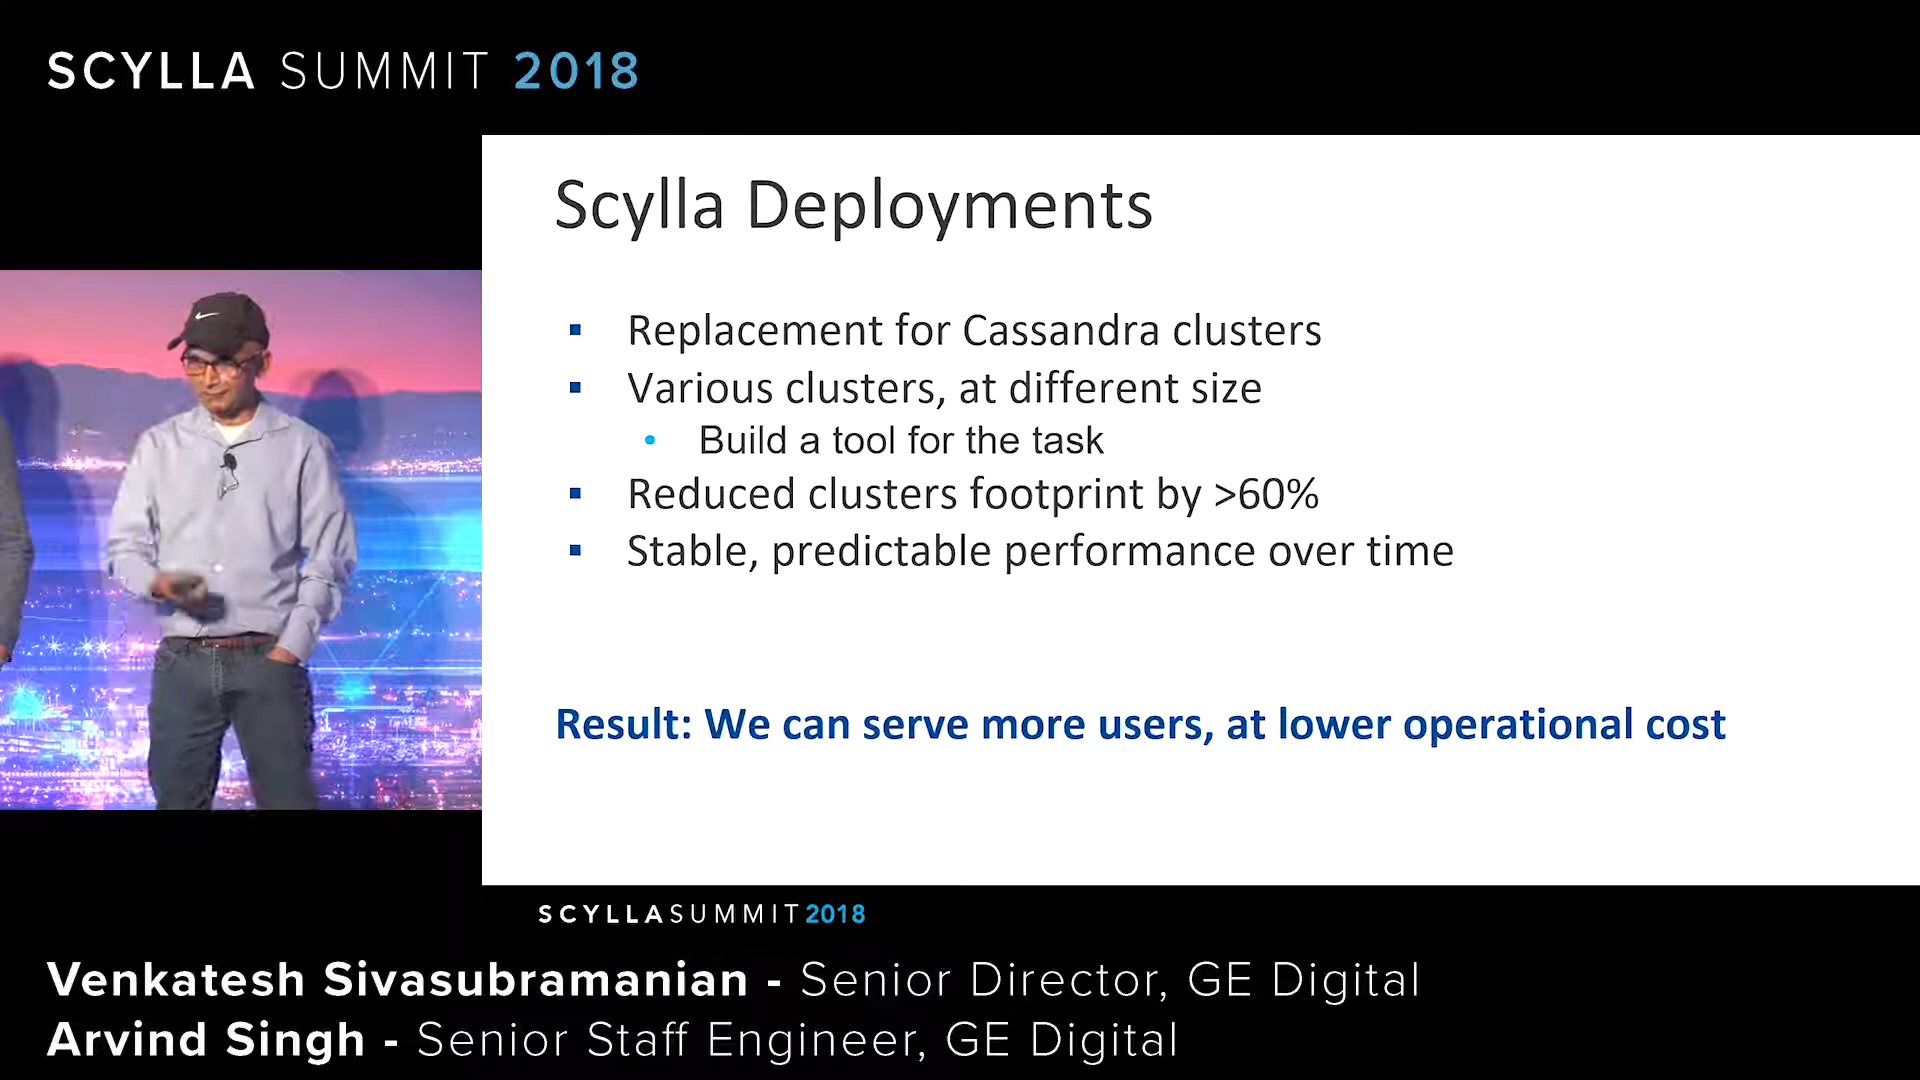 SCYLLA SUMMIT 2018
Scylla Deployments
▪ Replacement for Cassandra clusters
▪ Various clusters, at different size
• Build a tool for the task
▪ Reduced clusters footprint by >60%
▪ Stable, predictable performance over time
Result: We can serve more users, at lower operational cost
SCYLLASUMMIT2018
Venkatesh Sivasubramanian - Senior Director, GE Digital
Arvind Singh - Senior Staff Engineer, GE Digital